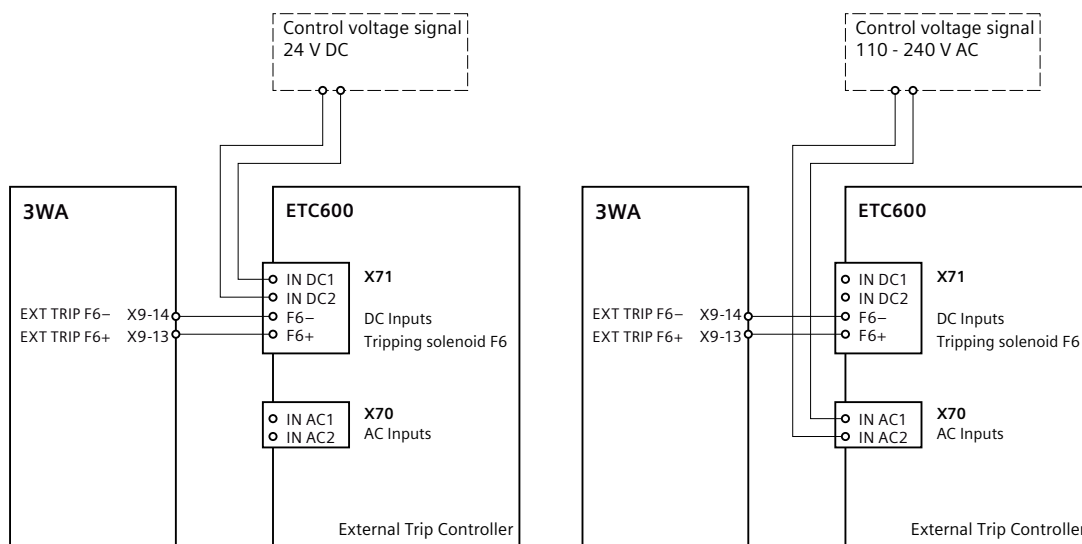 Control voltage signal
24 V DC
3WA
ETC600
IN DC1
X71
IN DC2
EXT TRIP F6− X9-14
F6−
DC Inputs
EXT TRIP F6+ X9-13
F6+
Tripping solenoid F6
IN AC1
X70
IN AC2
AC Inputs
External Trip Controller
Control voltage signal
110 - 240 V AC
3WA
ETC600
IN DC1
X71
IN DC2
EXT TRIP F6− X9-14
F6−
DC Inputs
EXT TRIP F6+ X9-13
F6+
Tripping solenoid F6
IN AC1
X70
IN AC2
AC Inputs
External Trip Controller